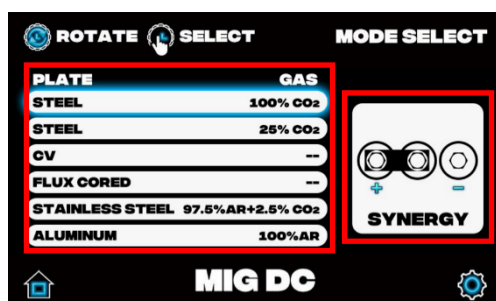 ROTATE SELECT MODE SELECT
PLATE GAS
STEEL 100% CO₂
STEEL 25% CO₂
CV --
FLUX CORED --
STAINLESS STEEL 97.5%AR+2.5% CO₂
ALUMINUM 100%AR
+ −
SYNERGY
MIG DC